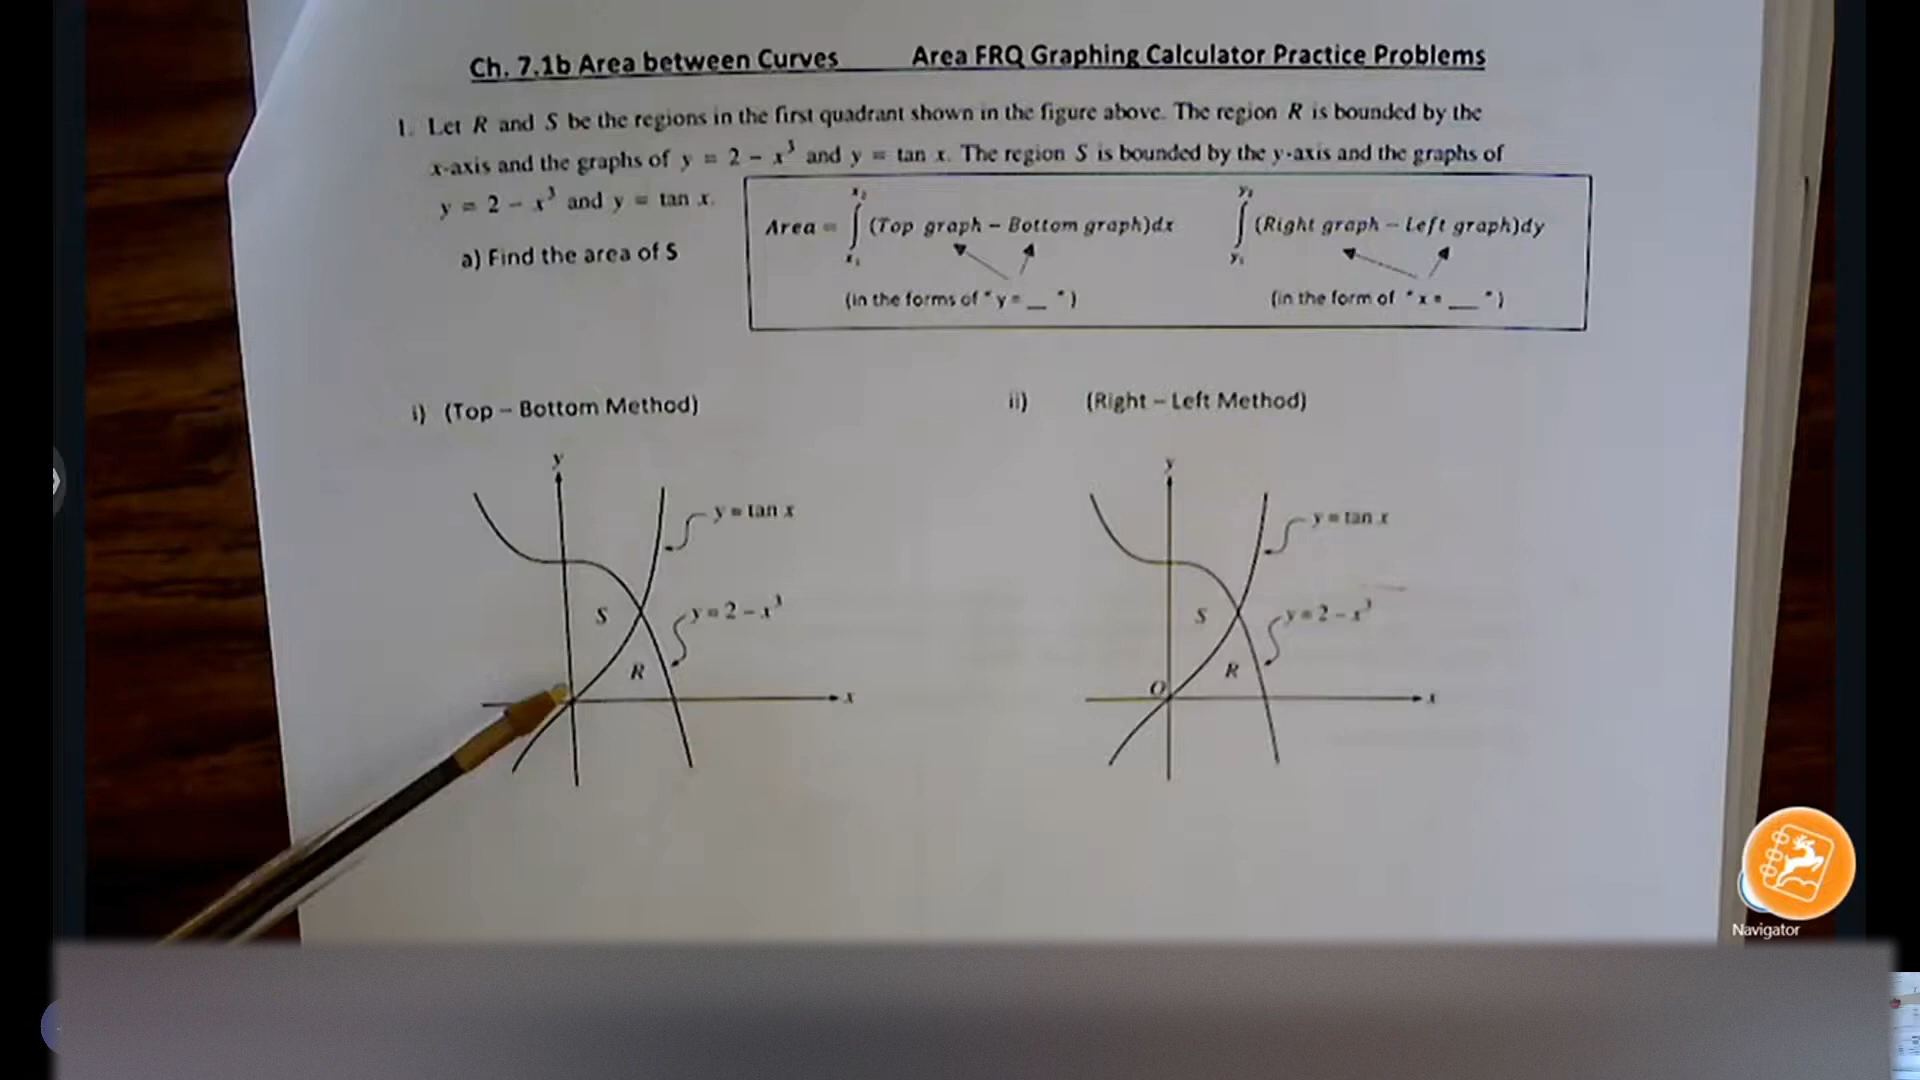 Ch. 7.1b Area between Curves Area FRQ Graphing Calculator Practice Problems
1. Let R and S be the regions in the first quadrant shown in the figure above. The region R is bounded by the
x-axis and the graphs of y = 2 − x³ and y = tan x. The region S is bounded by the y-axis and the graphs of
y = 2 − x³ and y = tan x.
a) Find the area of S
Area = ∫ₓ₁ˣ₂ (Top graph − Bottom graph)dx
(in the forms of "y = __ ")
∫ y₁ y₂ (Right graph − Left graph)dy
(in the form of "x = __ ")
i) (Top − Bottom Method)
y
y = tan x
S
y = 2 − x³
R
x
ii) (Right − Left Method)
y
y = tan x
S
y = 2 − x³
R
O
x
Navigator